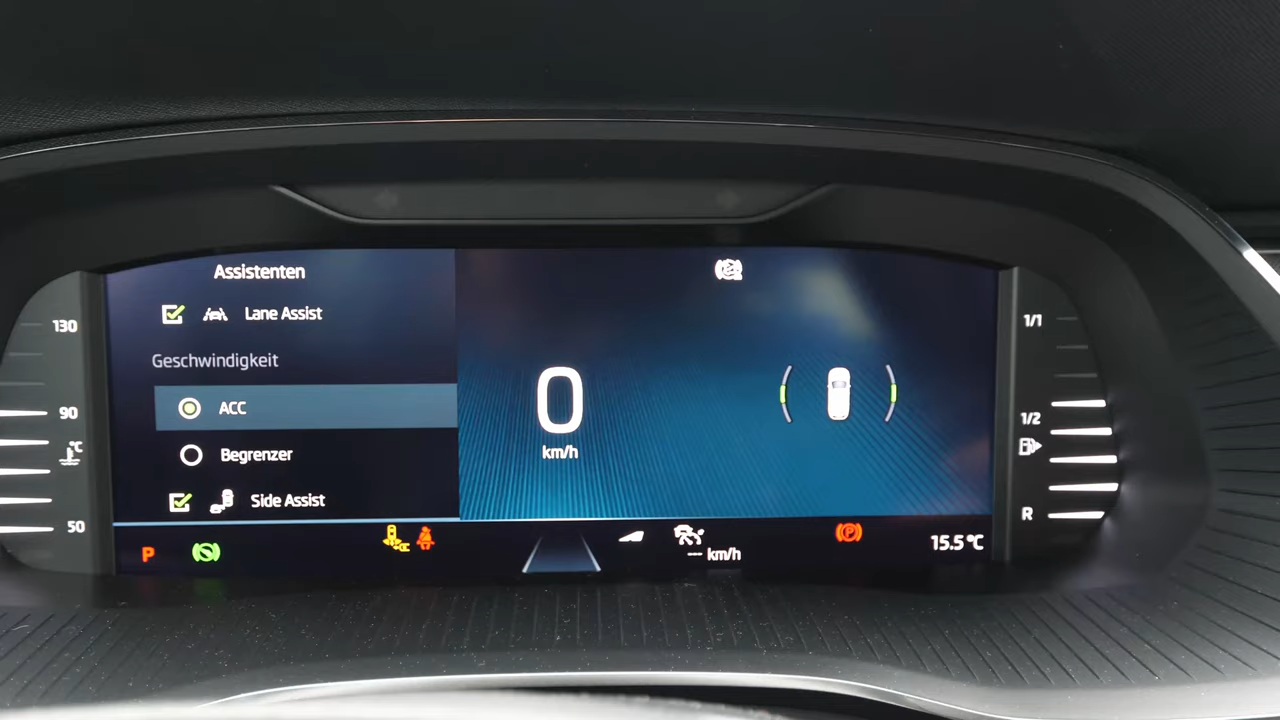 Assistenten
Lane Assist
Geschwindigkeit
ACC
Begrenzer
Side Assist
130
90
°C
50
0
km/h
1/1
1/2
R
P
--- km/h
P
15.5 °C